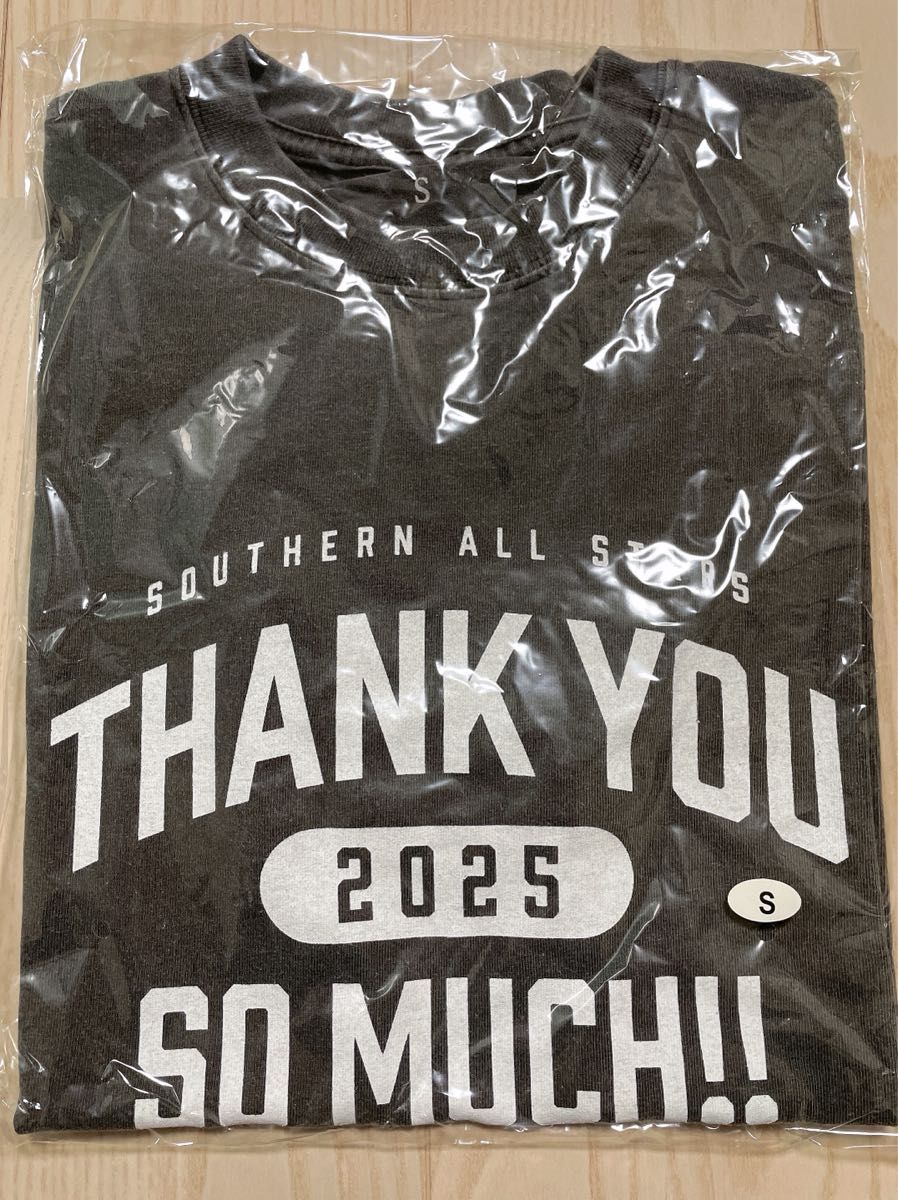 S
SOUTHERN ALL STARS
THANK YOU
2025
S
SO MUCH!!